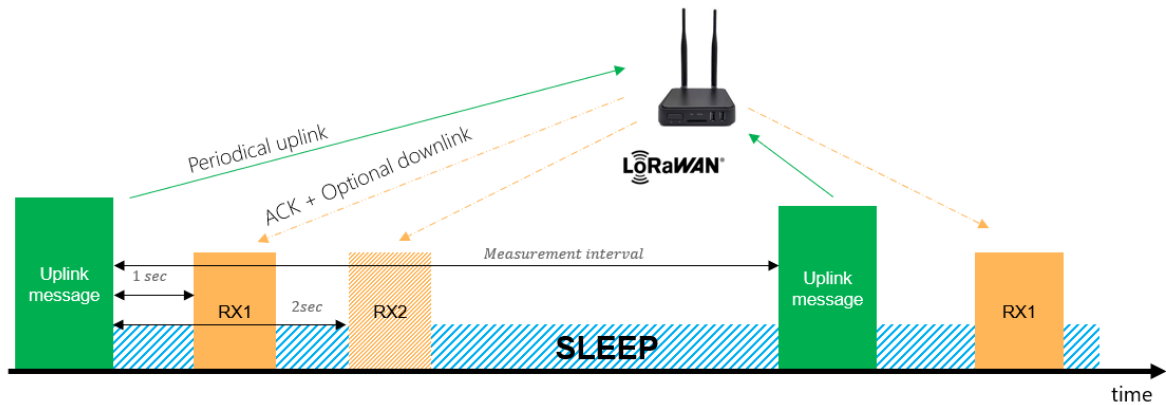 Periodical uplink
ACK + Optional downlink
LoRaWAN®
Uplink
message
1 sec
RX1
2sec
RX2
Measurement interval
SLEEP
Uplink
message
RX1
time